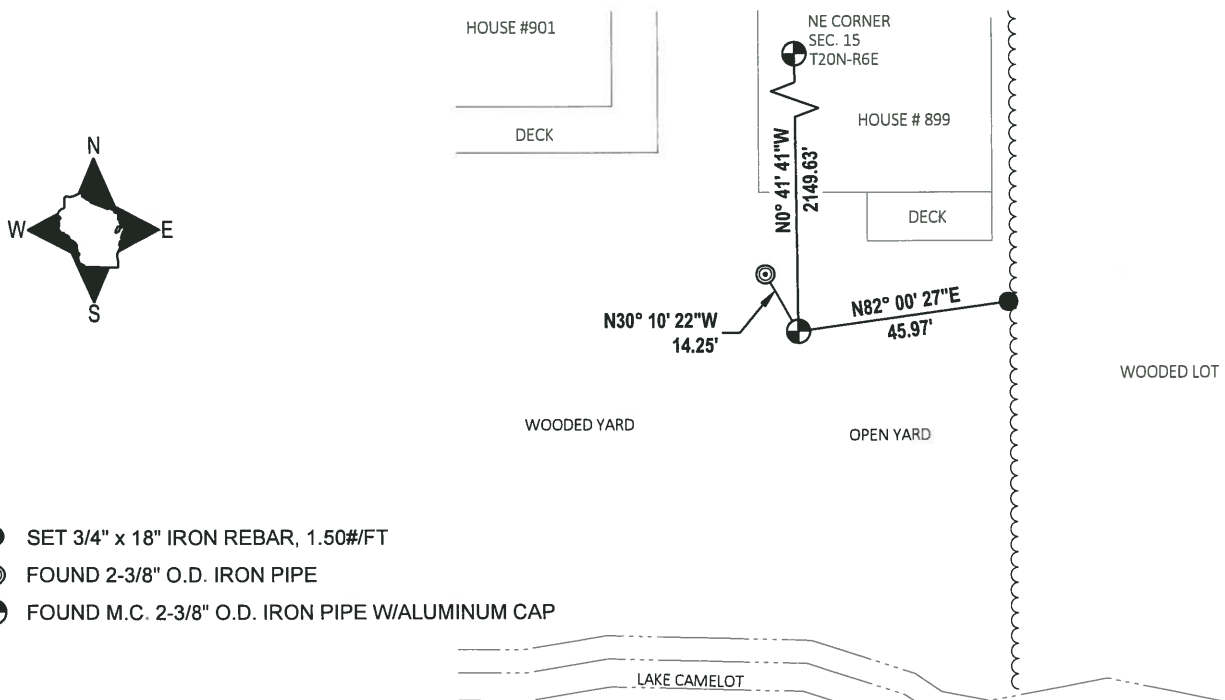 HOUSE #901
NE CORNER
SEC. 15
T20N-R6E
HOUSE # 899
DECK
N
W
E
S
N0° 41' 41"W
2149.63'
DECK
N82° 00' 27"E
45.97'
N30° 10' 22"W
14.25'
WOODED LOT
WOODED YARD
OPEN YARD
SET 3/4" x 18" IRON REBAR, 1.50#/FT
FOUND 2-3/8" O.D. IRON PIPE
FOUND M.C. 2-3/8" O.D. IRON PIPE W/ALUMINUM CAP
LAKE CAMELOT